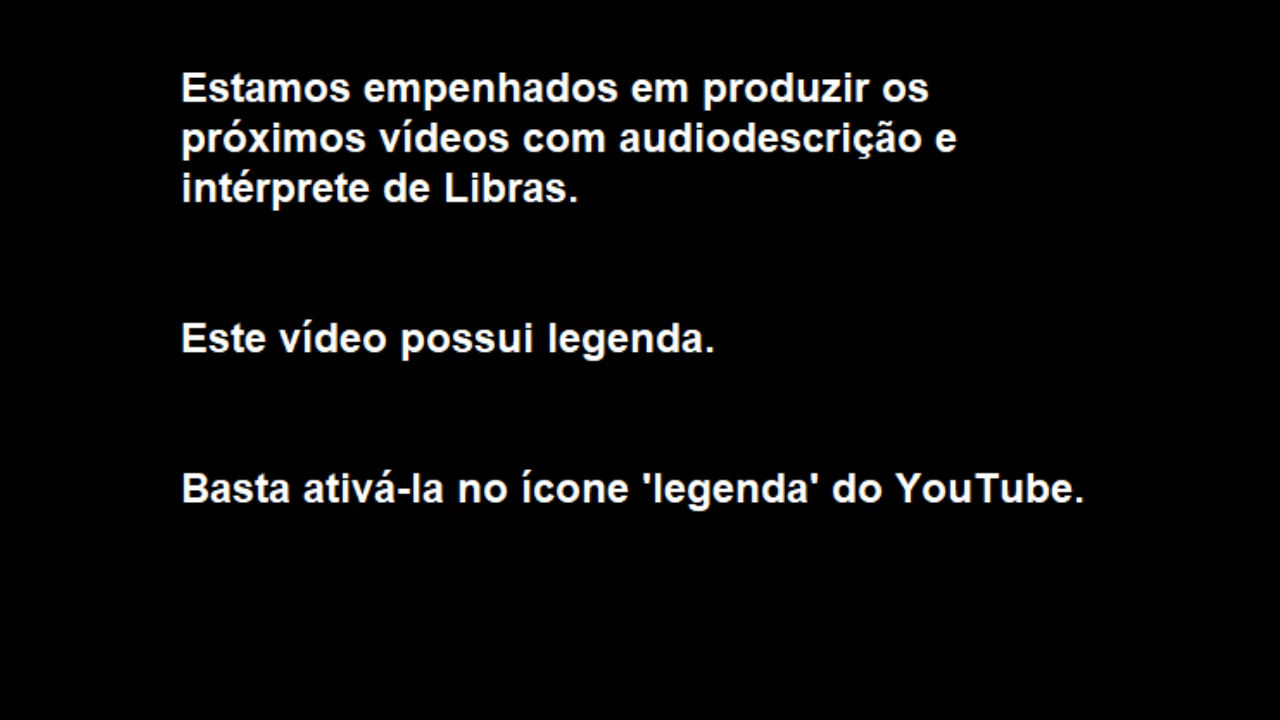 Estamos empenhados em produzir os
próximos vídeos com audiodescrição e
intérprete de Libras.
Este vídeo possui legenda.
Basta ativá-la no ícone 'legenda' do YouTube.